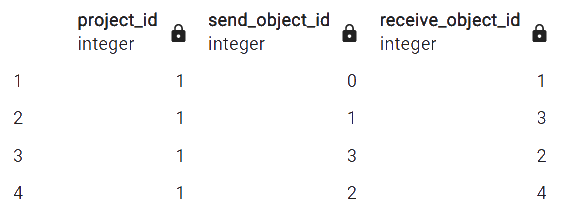 project_id send_object_id receive_object_id
integer integer integer
1 1 0 1
2 1 1 3
3 1 3 2
4 1 2 4